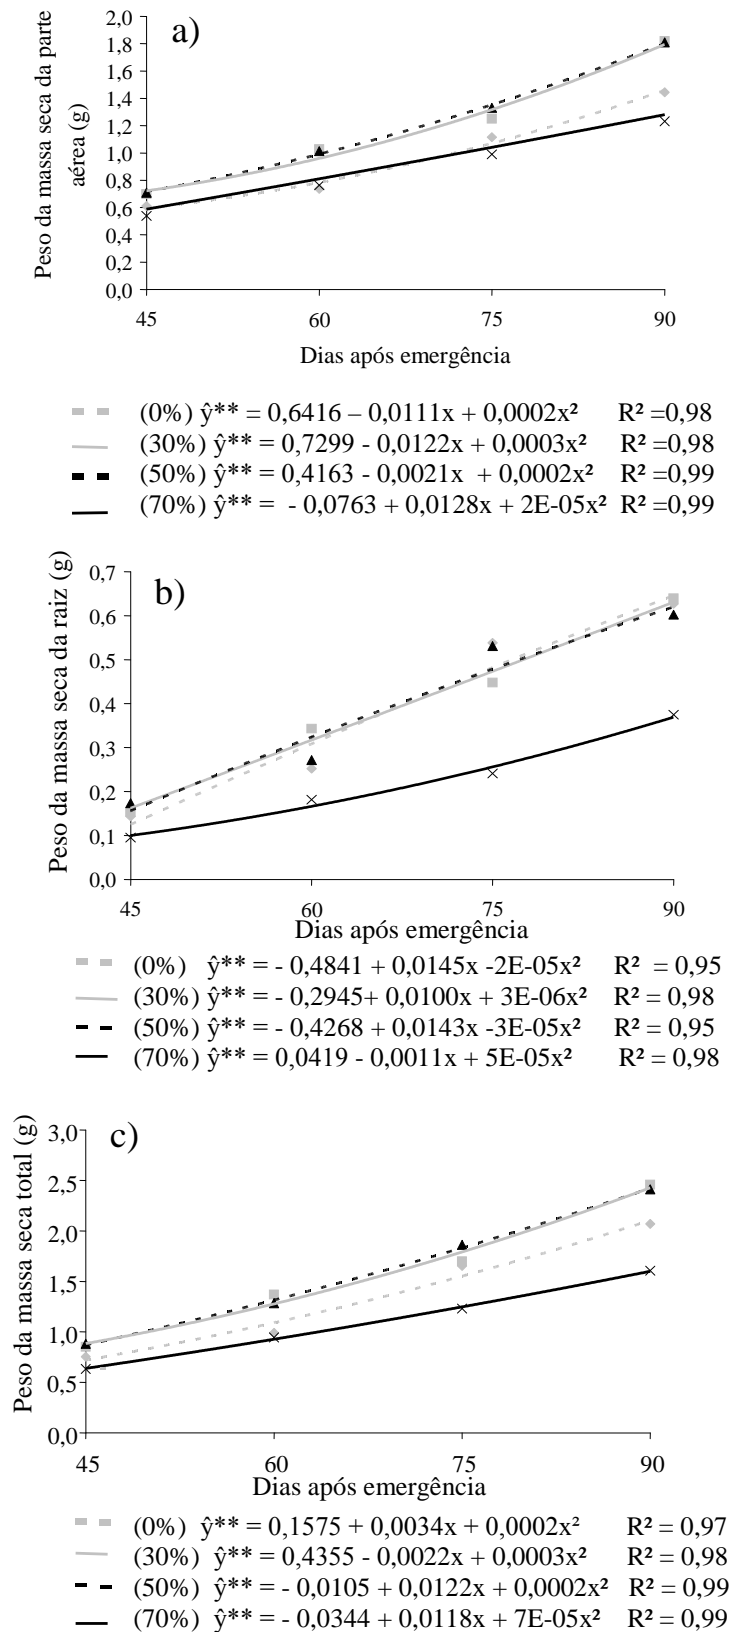 a)
Peso da massa seca da parte
aérea (g)
2,0
1,8
1,6
1,4
1,2
1,0
0,8
0,6
0,4
0,2
0,0
45 60 75 90
Dias após emergência
(0%) ŷ** = 0,6416 – 0,0111x + 0,0002x² R² =0,98
(30%) ŷ** = 0,7299 - 0,0122x + 0,0003x² R² =0,98
(50%) ŷ** = 0,4163 - 0,0021x + 0,0002x² R² =0,99
(70%) ŷ** = - 0,0763 + 0,0128x + 2E-05x² R² =0,99
b)
Peso da massa seca da raiz (g)
0,7
0,6
0,5
0,4
0,3
0,2
0,1
0,0
45 60 75 90
Dias após emergência
(0%) ŷ** = - 0,4841 + 0,0145x -2E-05x² R² = 0,95
(30%) ŷ** = - 0,2945+ 0,0100x + 3E-06x² R² = 0,98
(50%) ŷ** = - 0,4268 + 0,0143x -3E-05x² R² = 0,95
(70%) ŷ** = 0,0419 - 0,0011x + 5E-05x² R² = 0,98
c)
Peso da massa seca total (g)
3,0
2,5
2,0
1,5
1,0
0,5
0,0
45 60 75 90
Dias após emergência
(0%) ŷ** = 0,1575 + 0,0034x + 0,0002x² R² = 0,97
(30%) ŷ** = 0,4355 - 0,0022x + 0,0003x² R² = 0,98
(50%) ŷ** = - 0,0105 + 0,0122x + 0,0002x² R² = 0,99
(70%) ŷ** = - 0,0344 + 0,0118x + 7E-05x² R² = 0,99